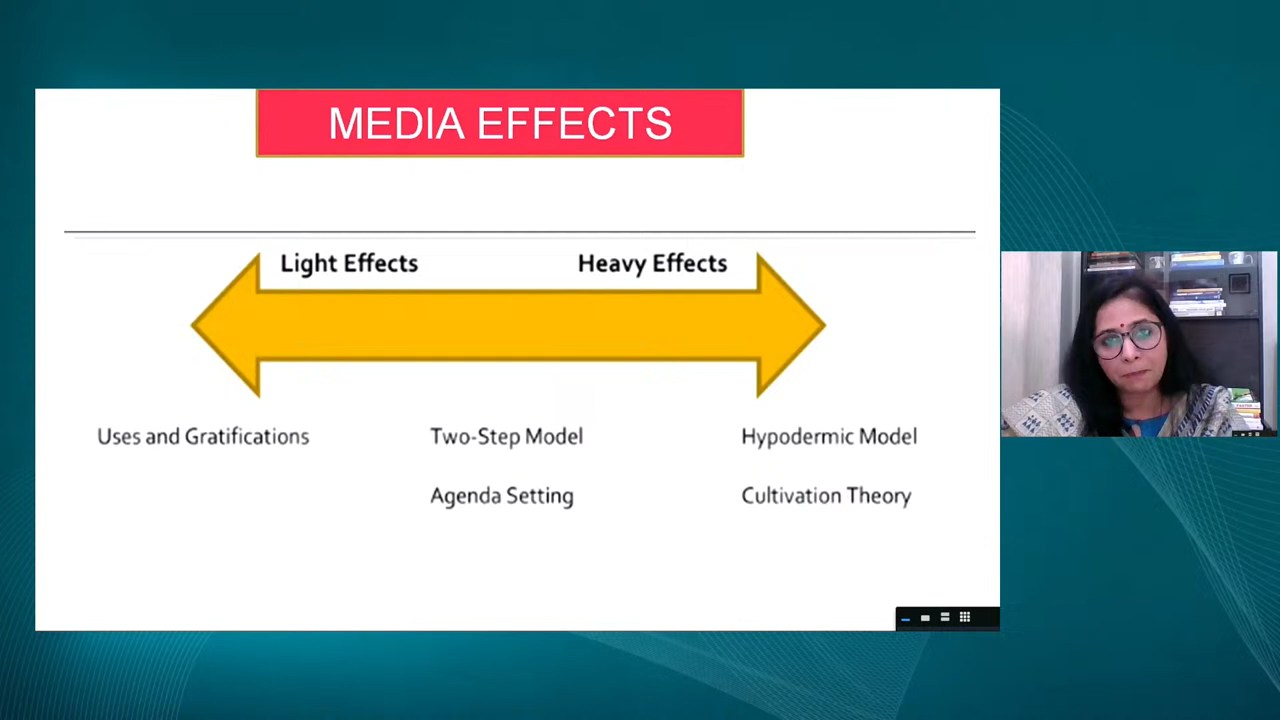 MEDIA EFFECTS
Light Effects Heavy Effects
Uses and Gratifications Two-Step Model Hypodermic Model
Agenda Setting Cultivation Theory